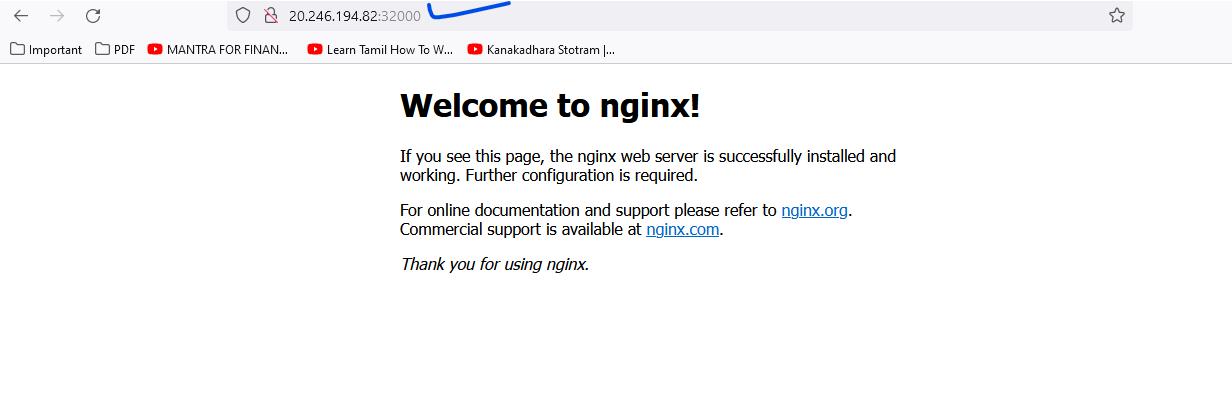 20.246.194.82:32000
Important PDF MANTRA FOR FINAN... Learn Tamil How To W... Kanakadhara Stotram |...
Welcome to nginx!
If you see this page, the nginx web server is successfully installed and
working. Further configuration is required.
For online documentation and support please refer to nginx.org.
Commercial support is available at nginx.com.
Thank you for using nginx.